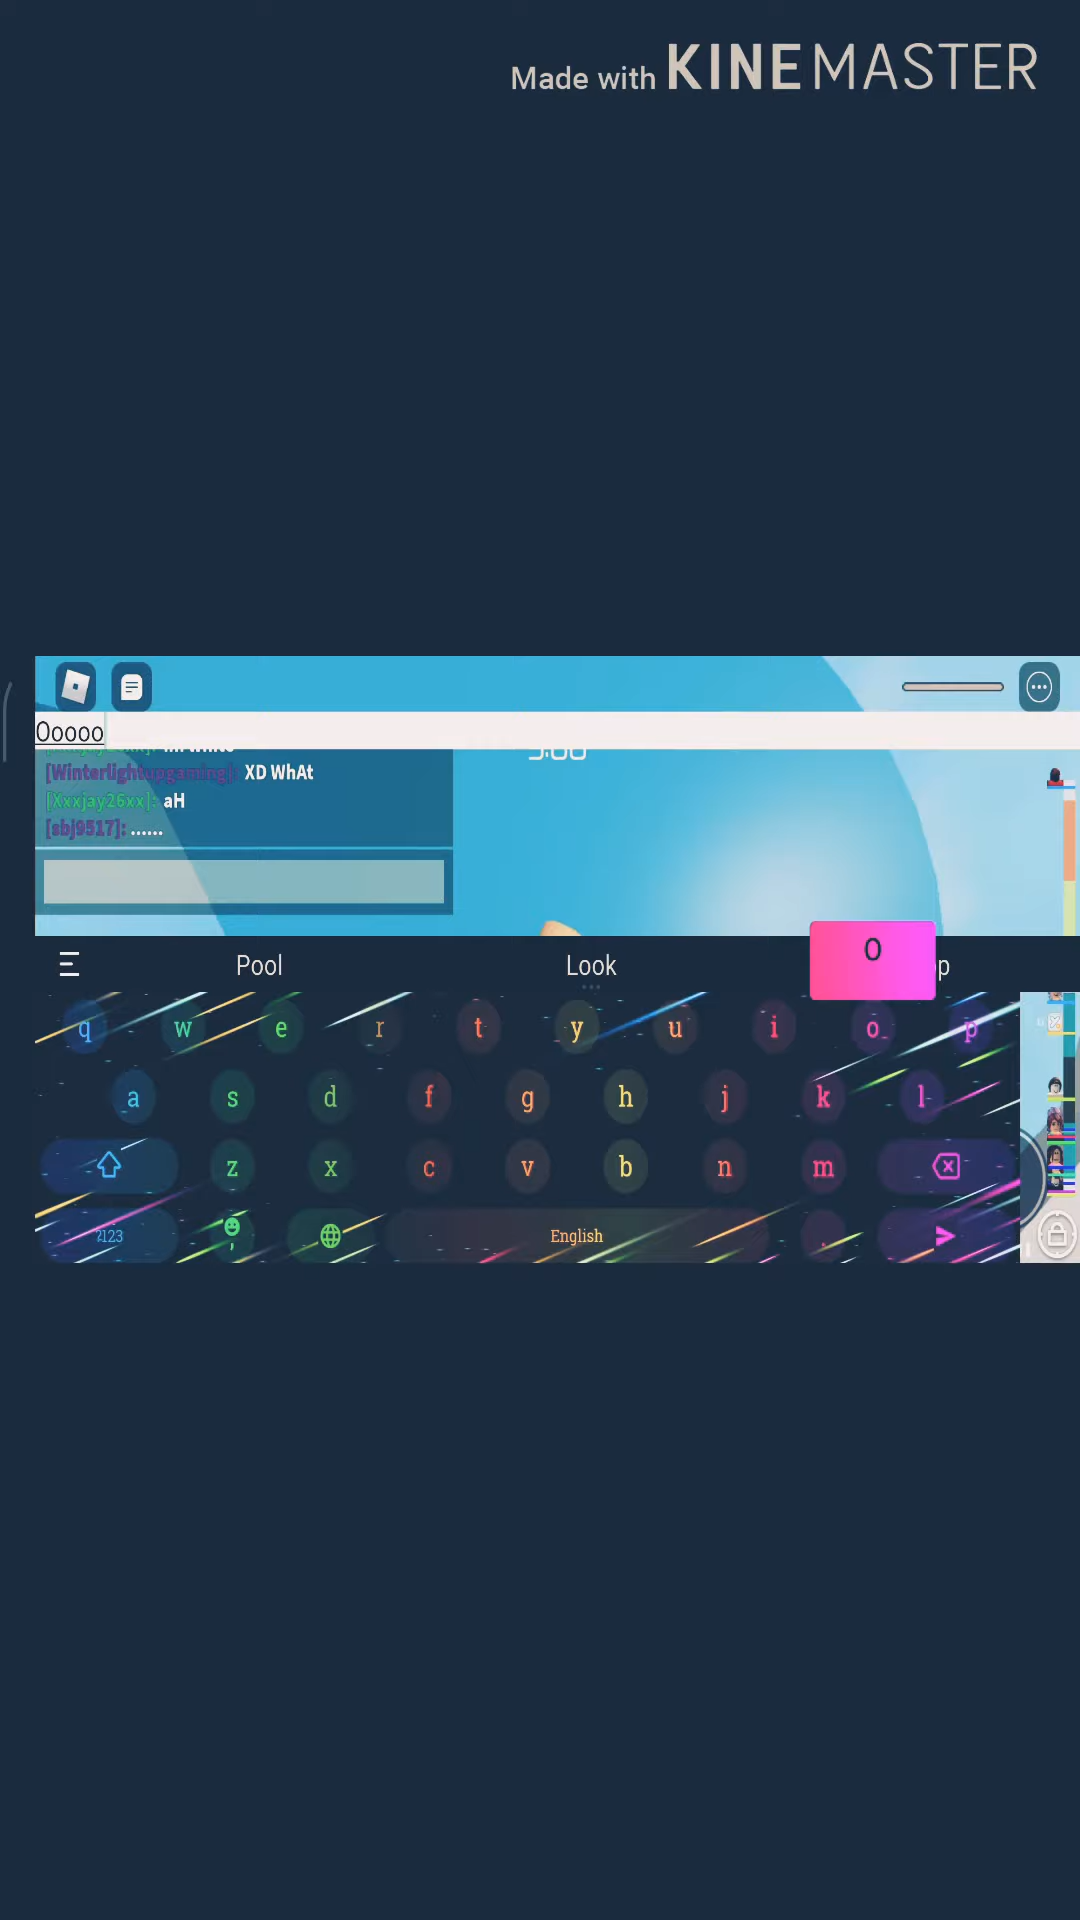 Made with KINEMASTER
Ooooo
[Winterlightupgaming]: XD WhAt
[Xxxjay26xx]: aH
[sbj9517]: ......
Pool
Look
o
q w e r t y u i o p
a s d f g h j k l
z x c v b n m
?123
,
English
.